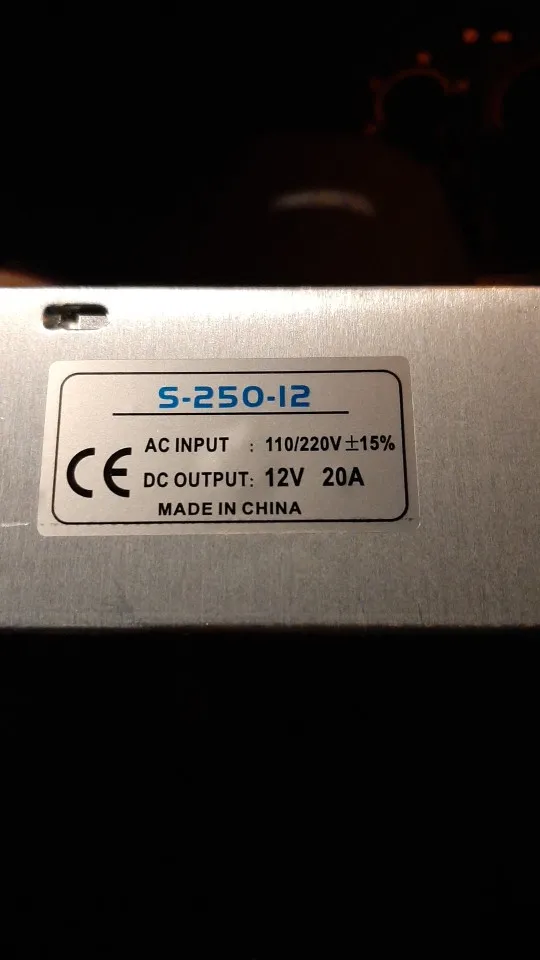 S-250-12
AC INPUT : 110/220V ±15%
CE DC OUTPUT: 12V 20A
MADE IN CHINA